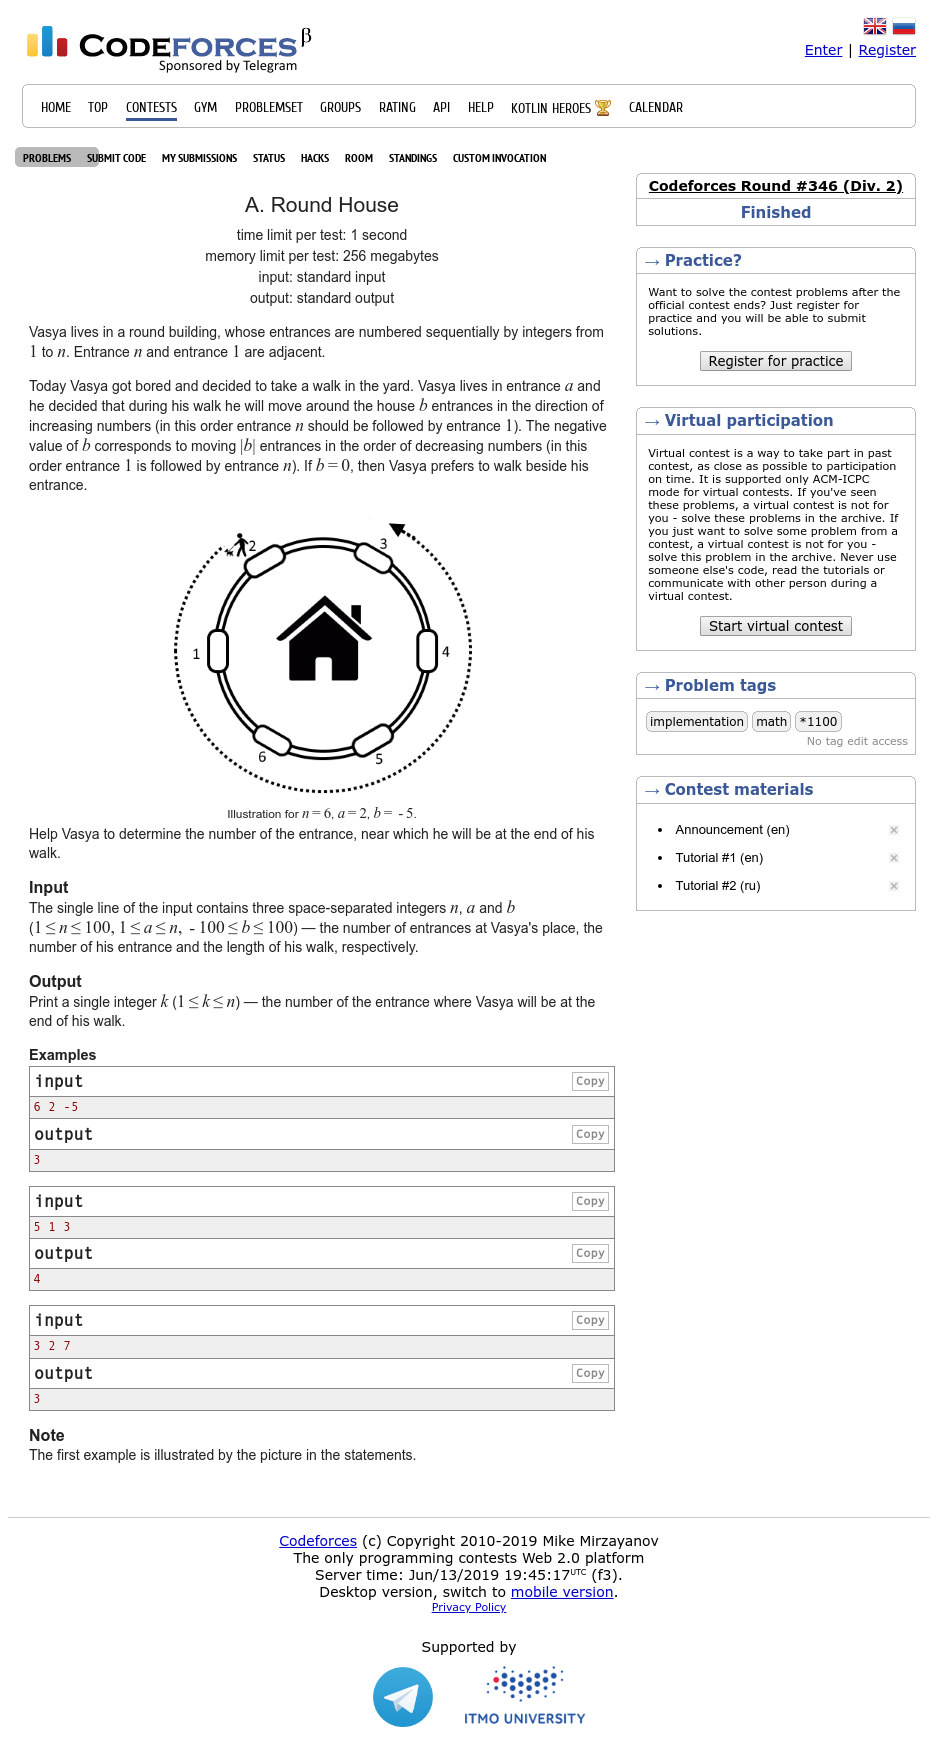 CODEFORCES β
Sponsored by Telegram
Enter | Register
HOME TOP CONTESTS GYM PROBLEMSET GROUPS RATING API HELP KOTLIN HEROES CALENDAR
PROBLEMS SUBMIT CODE MY SUBMISSIONS STATUS HACKS ROOM STANDINGS CUSTOM INVOCATION
A. Round House
time limit per test: 1 second
memory limit per test: 256 megabytes
input: standard input
output: standard output
Vasya lives in a round building, whose entrances are numbered sequentially by integers from
1 to n. Entrance n and entrance 1 are adjacent.
Today Vasya got bored and decided to take a walk in the yard. Vasya lives in entrance a and
he decided that during his walk he will move around the house b entrances in the direction of
increasing numbers (in this order entrance n should be followed by entrance 1). The negative
value of b corresponds to moving |b| entrances in the order of decreasing numbers (in this
order entrance 1 is followed by entrance n). If b = 0, then Vasya prefers to walk beside his
entrance.
2
3
1
4
6
5
Illustration for n = 6, a = 2, b = - 5.
Help Vasya to determine the number of the entrance, near which he will be at the end of his
walk.
Input
The single line of the input contains three space-separated integers n, a and b
(1 ≤ n ≤ 100, 1 ≤ a ≤ n, - 100 ≤ b ≤ 100) — the number of entrances at Vasya's place, the
number of his entrance and the length of his walk, respectively.
Output
Print a single integer k (1 ≤ k ≤ n) — the number of the entrance where Vasya will be at the
end of his walk.
Examples
input Copy
6 2 -5
output Copy
3
input Copy
5 1 3
output Copy
4
input Copy
3 2 7
output Copy
3
Note
The first example is illustrated by the picture in the statements.
Codeforces Round #346 (Div. 2)
Finished
→ Practice?
Want to solve the contest problems after the
official contest ends? Just register for
practice and you will be able to submit
solutions.
Register for practice
→ Virtual participation
Virtual contest is a way to take part in past
contest, as close as possible to participation
on time. It is supported only ACM-ICPC
mode for virtual contests. If you've seen
these problems, a virtual contest is not for
you - solve these problems in the archive. If
you just want to solve some problem from a
contest, a virtual contest is not for you -
solve this problem in the archive. Never use
someone else's code, read the tutorials or
communicate with other person during a
virtual contest.
Start virtual contest
→ Problem tags
implementation math *1100
No tag edit access
→ Contest materials
Announcement (en)
Tutorial #1 (en)
Tutorial #2 (ru)
Codeforces (c) Copyright 2010-2019 Mike Mirzayanov
The only programming contests Web 2.0 platform
Server time: Jun/13/2019 19:45:17UTC (f3).
Desktop version, switch to mobile version.
Privacy Policy
Supported by
ITMO UNIVERSITY